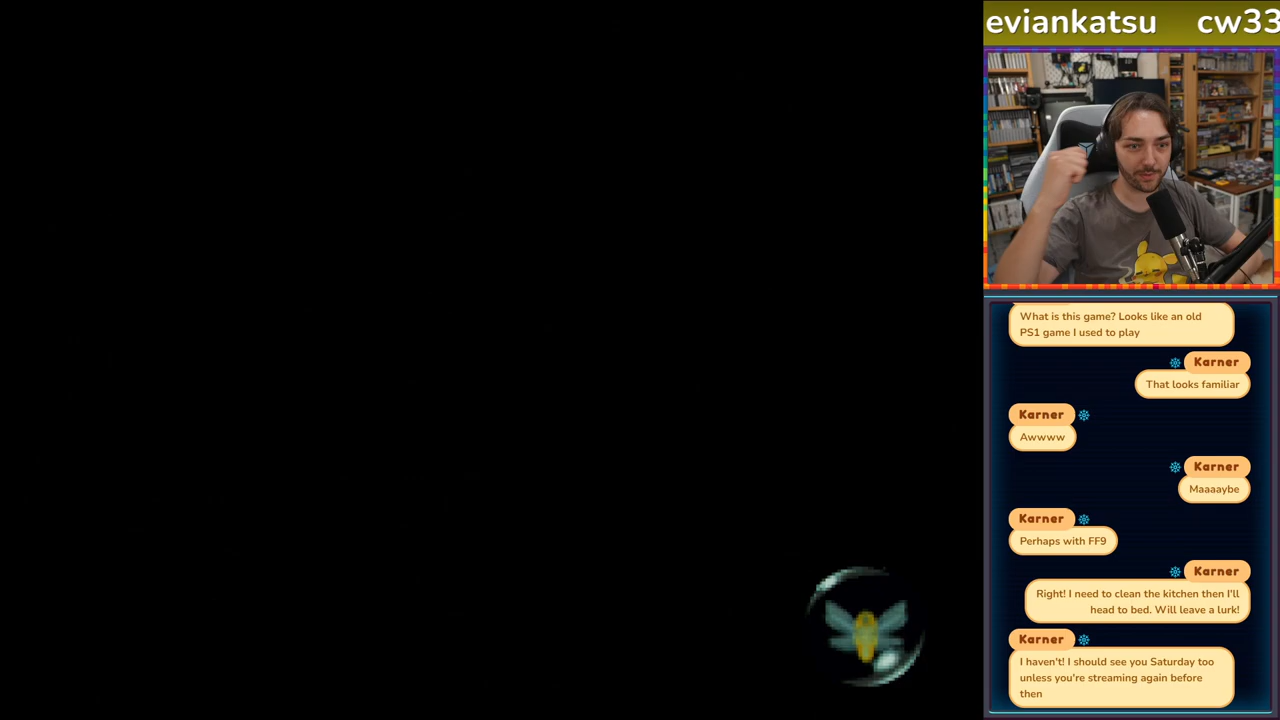 eviankatsu cw33
What is this game? Looks like an old
PS1 game I used to play
Karner
That looks familiar
Karner
Awwww
Karner
Maaaaybe
Karner
Perhaps with FF9
Karner
Right! I need to clean the kitchen then I'll
head to bed. Will leave a lurk!
Karner
I haven't! I should see you Saturday too
unless you're streaming again before
then